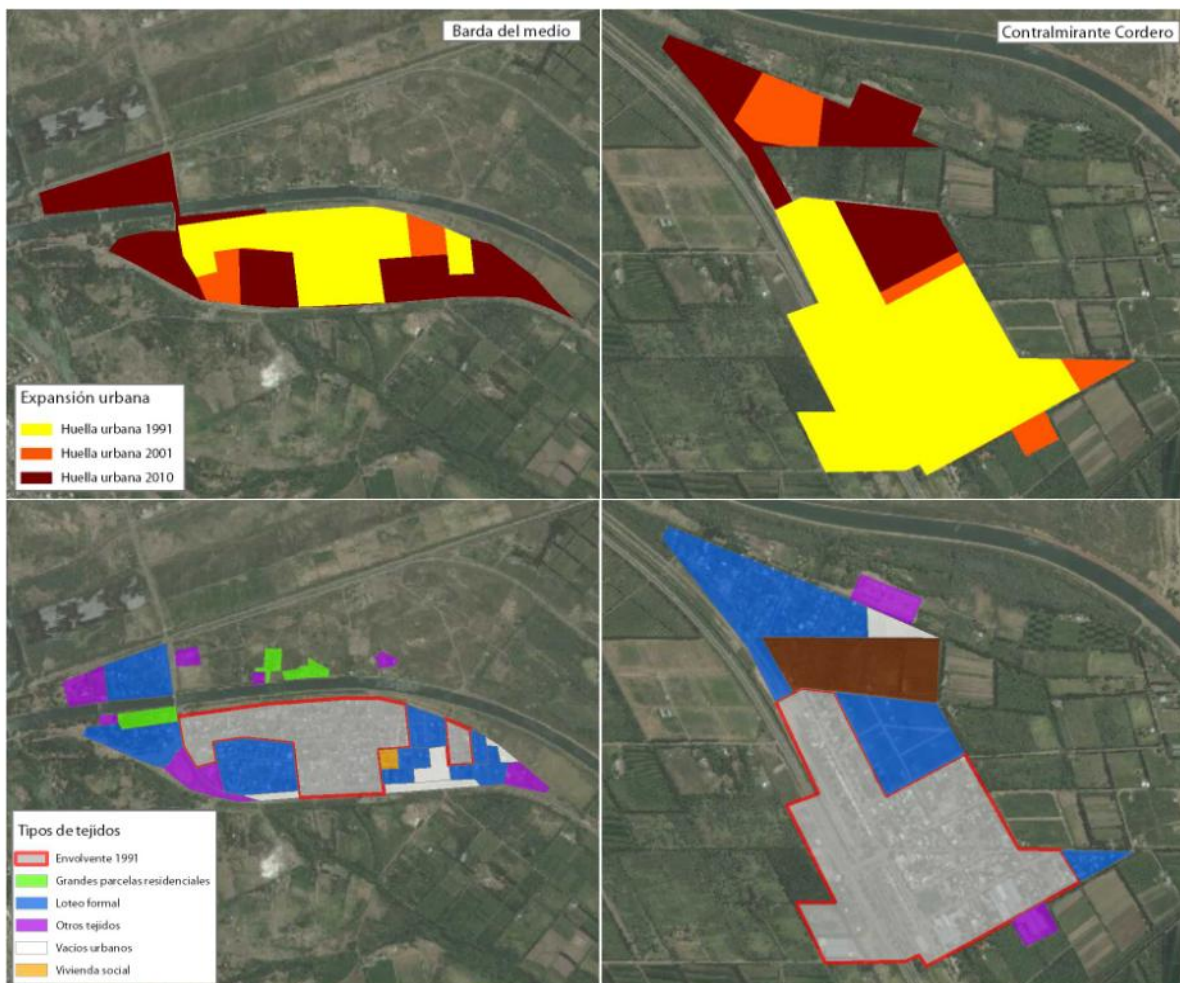 Barda del medio
Contralmirante Cordero
Expansión urbana
Huella urbana 1991
Huella urbana 2001
Huella urbana 2010
Tipos de tejidos
Envolvente 1991
Grandes parcelas residenciales
Loteo formal
Otros tejidos
Vacíos urbanos
Vivienda social